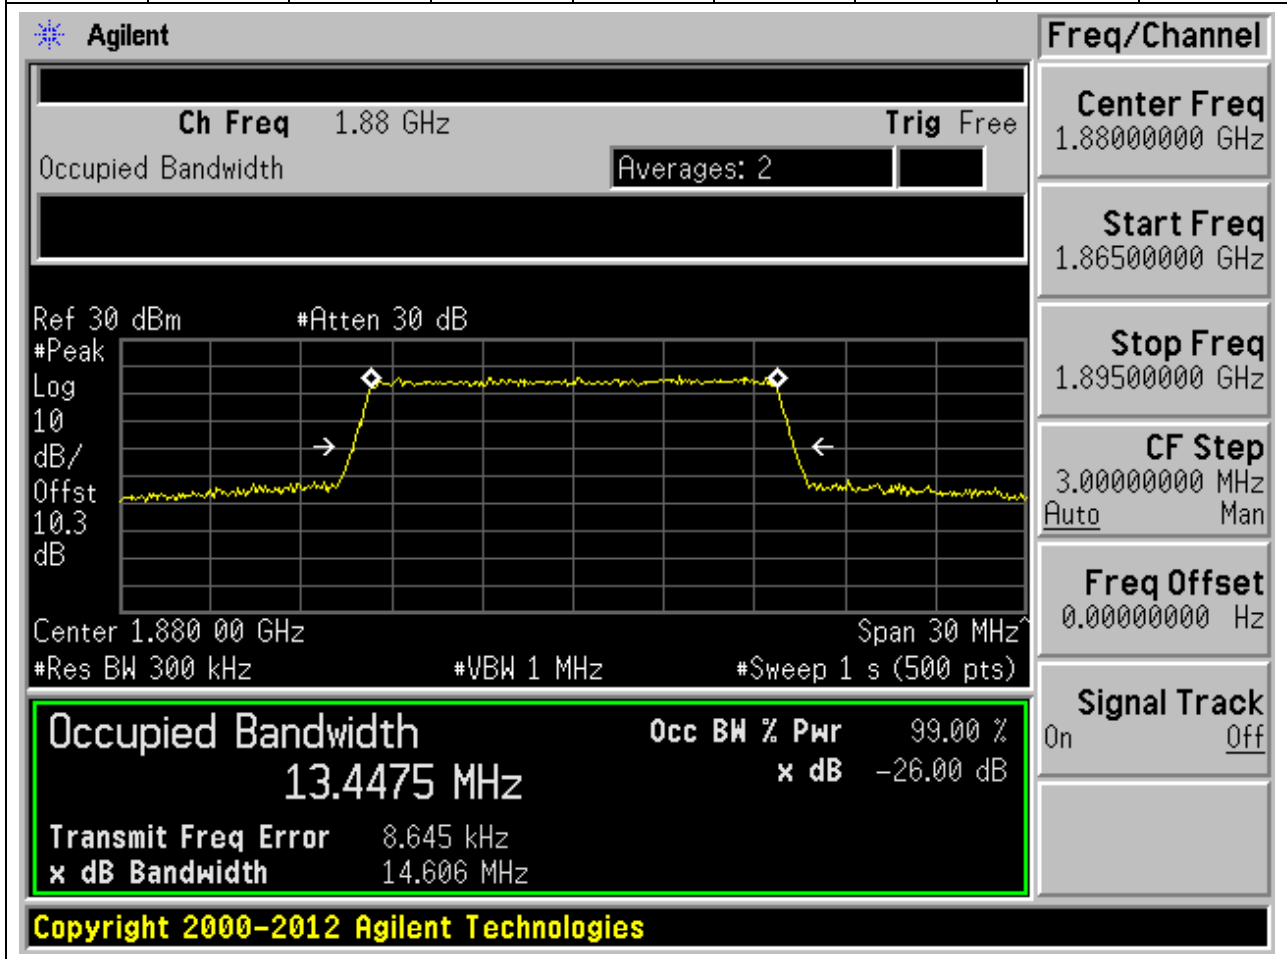 Agilent
Freq/Channel
Ch Freq 1.88 GHz Trig Free
Occupied Bandwidth Averages: 2
Center Freq
1.88000000 GHz
Start Freq
1.86500000 GHz
Stop Freq
1.89500000 GHz
CF Step
3.00000000 MHz
Auto Man
Freq Offset
0.00000000 Hz
Signal Track
On Off
Ref 30 dBm #Atten 30 dB
#Peak
Log
10
dB/
Offst
10.3
dB
Center 1.880 00 GHz Span 30 MHz^
#Res BW 300 kHz #VBW 1 MHz #Sweep 1 s (500 pts)
Occupied Bandwidth Occ BW % Pwr 99.00 %
13.4475 MHz x dB -26.00 dB
Transmit Freq Error 8.645 kHz
x dB Bandwidth 14.606 MHz
Copyright 2000-2012 Agilent Technologies